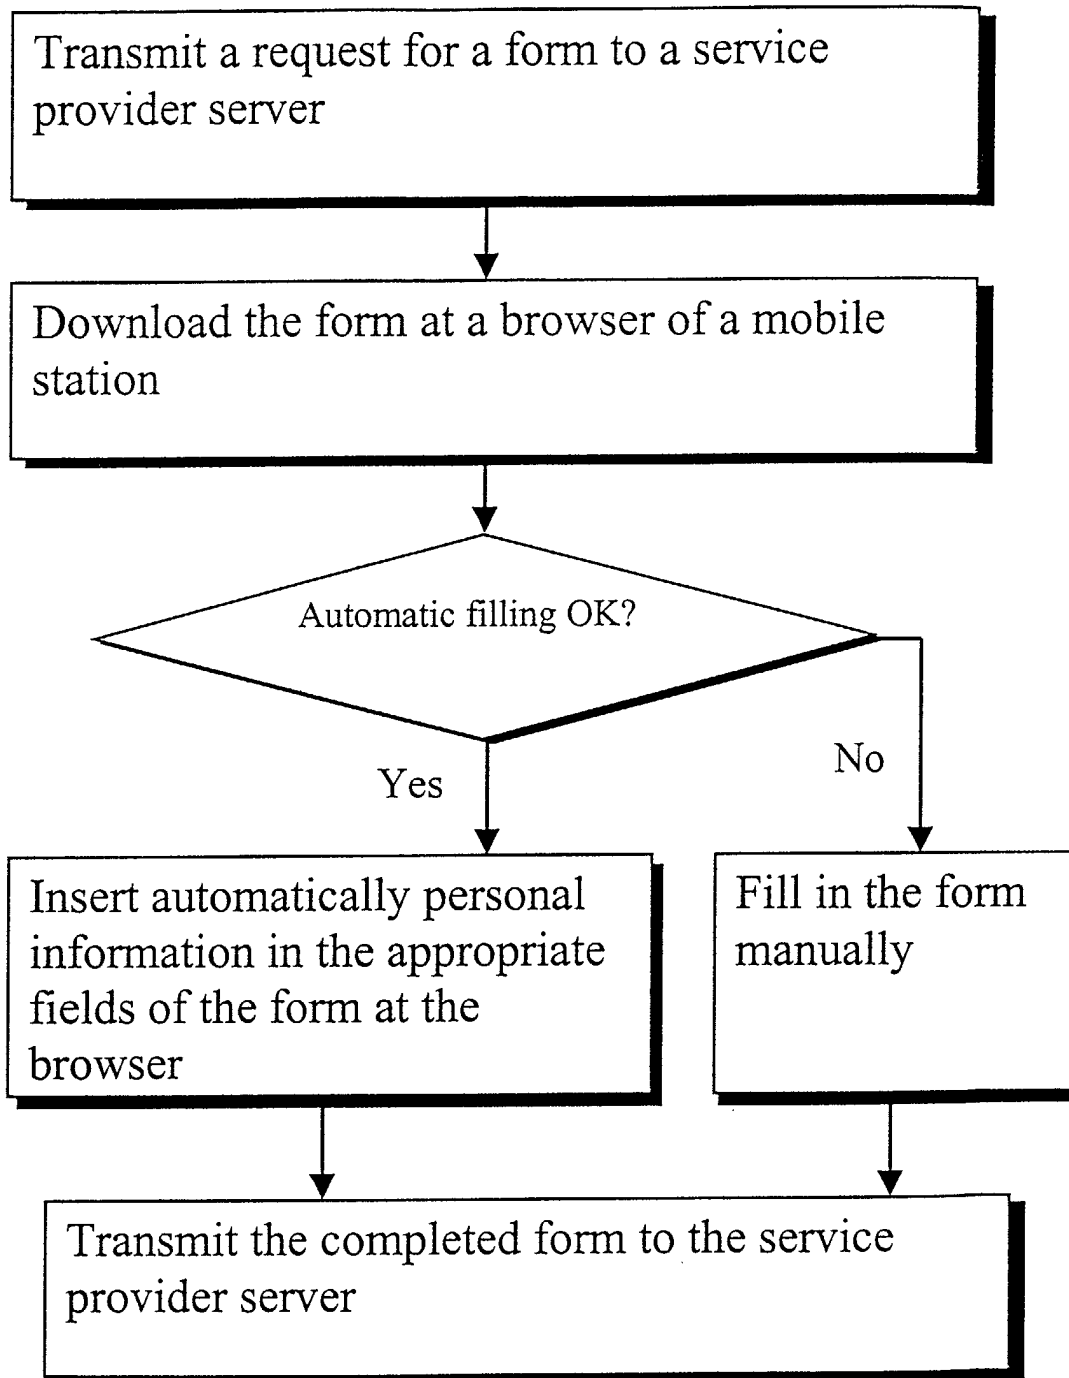 Transmit a request for a form to a service
provider server
Download the form at a browser of a mobile
station
Automatic filling OK?
Yes
No
Insert automatically personal
information in the appropriate
fields of the form at the
browser
Fill in the form
manually
Transmit the completed form to the service
provider server